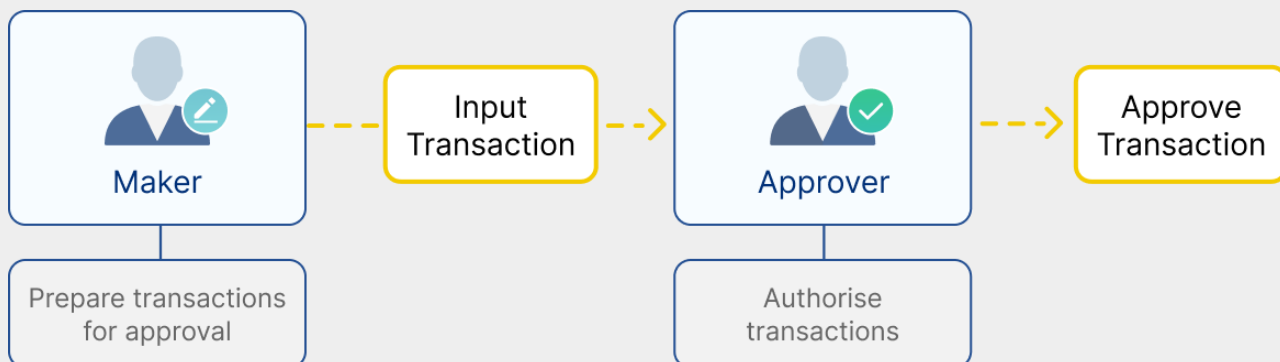 Maker
Input
Transaction
Approver
Approve
Transaction
Prepare transactions
for approval
Authorise
transactions